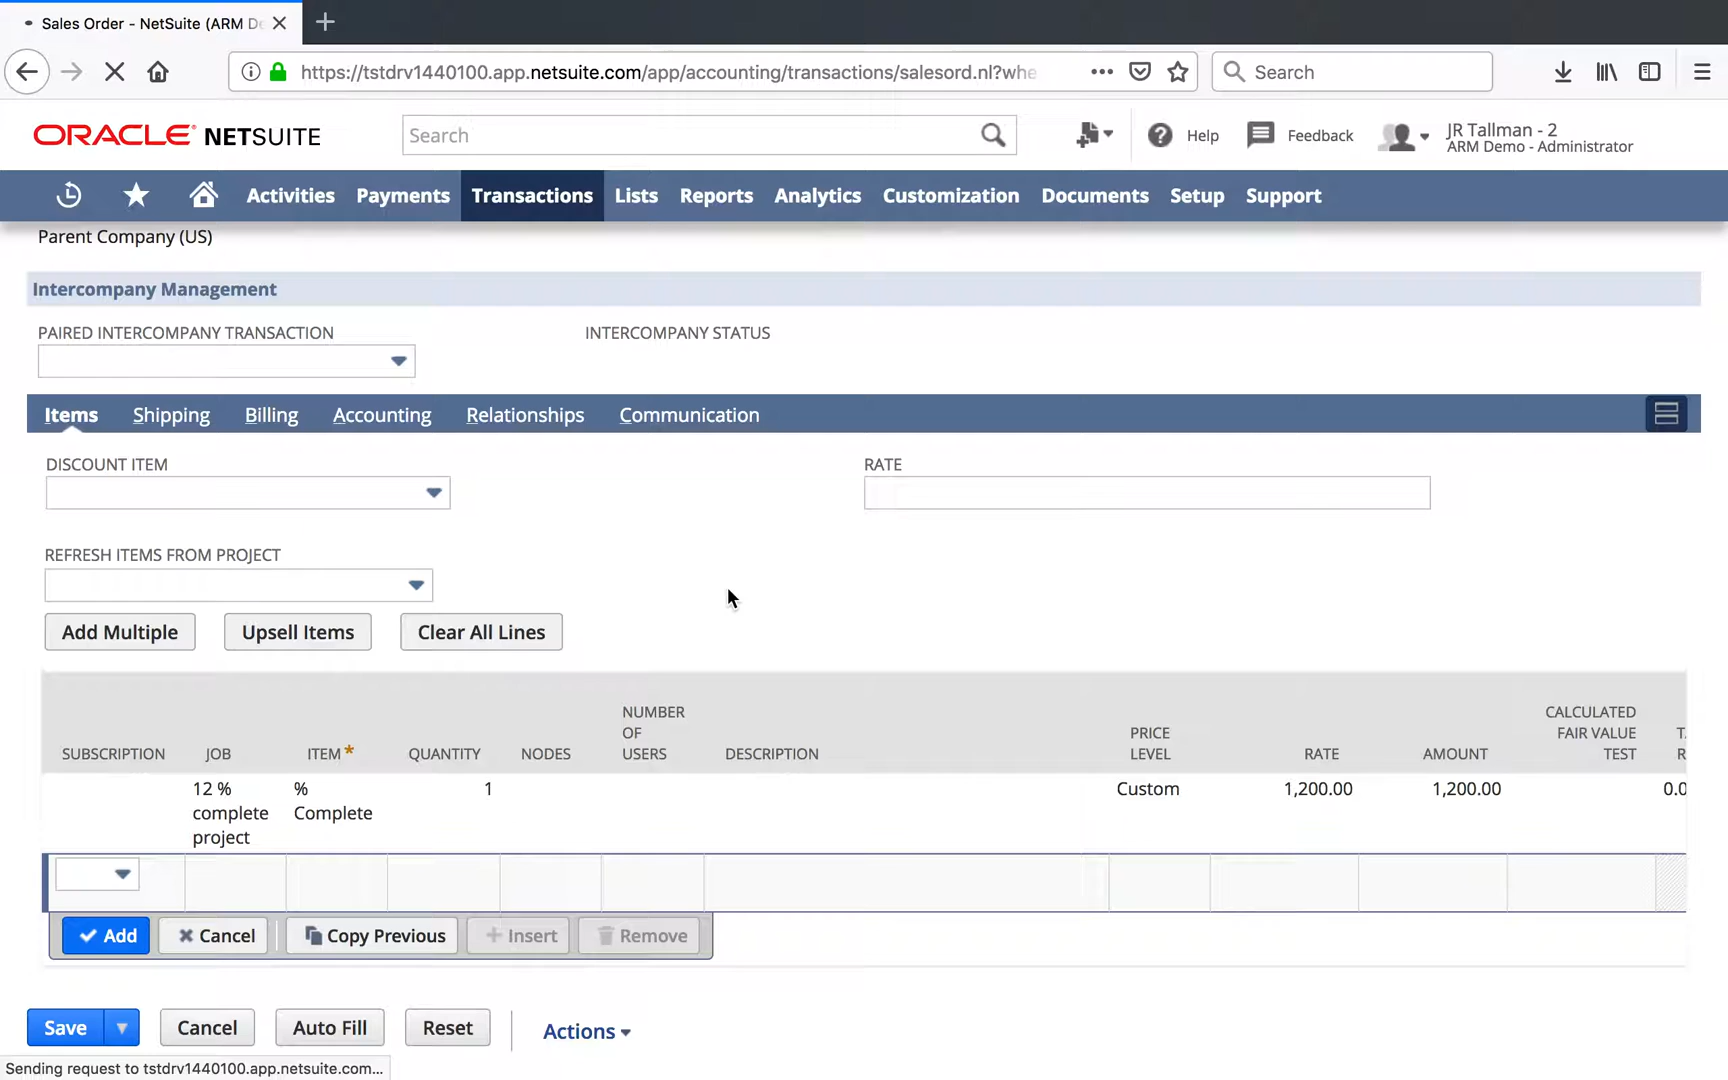 Sales Order - NetSuite (ARM De
https://tstdrv1440100.app.netsuite.com/app/accounting/transactions/salesord.nl?whe
Search
ORACLE NETSUITE
Search
Help
Feedback
JR Tallman - 2
ARM Demo - Administrator
Activities
Payments
Transactions
Lists
Reports
Analytics
Customization
Documents
Setup
Support
Parent Company (US)
Intercompany Management
PAIRED INTERCOMPANY TRANSACTION
INTERCOMPANY STATUS
Items
Shipping
Billing
Accounting
Relationships
Communication
DISCOUNT ITEM
RATE
REFRESH ITEMS FROM PROJECT
Add Multiple
Upsell Items
Clear All Lines
SUBSCRIPTION
JOB
ITEM*
QUANTITY
NODES
NUMBER
OF
USERS
DESCRIPTION
PRICE
LEVEL
RATE
AMOUNT
CALCULATED
FAIR VALUE
TEST
12 %
complete
project
%
Complete
1
Custom
1,200.00
1,200.00
0.0
Add
Cancel
Copy Previous
Insert
Remove
Save
Cancel
Auto Fill
Reset
Actions
Sending request to tstdrv1440100.app.netsuite.com...